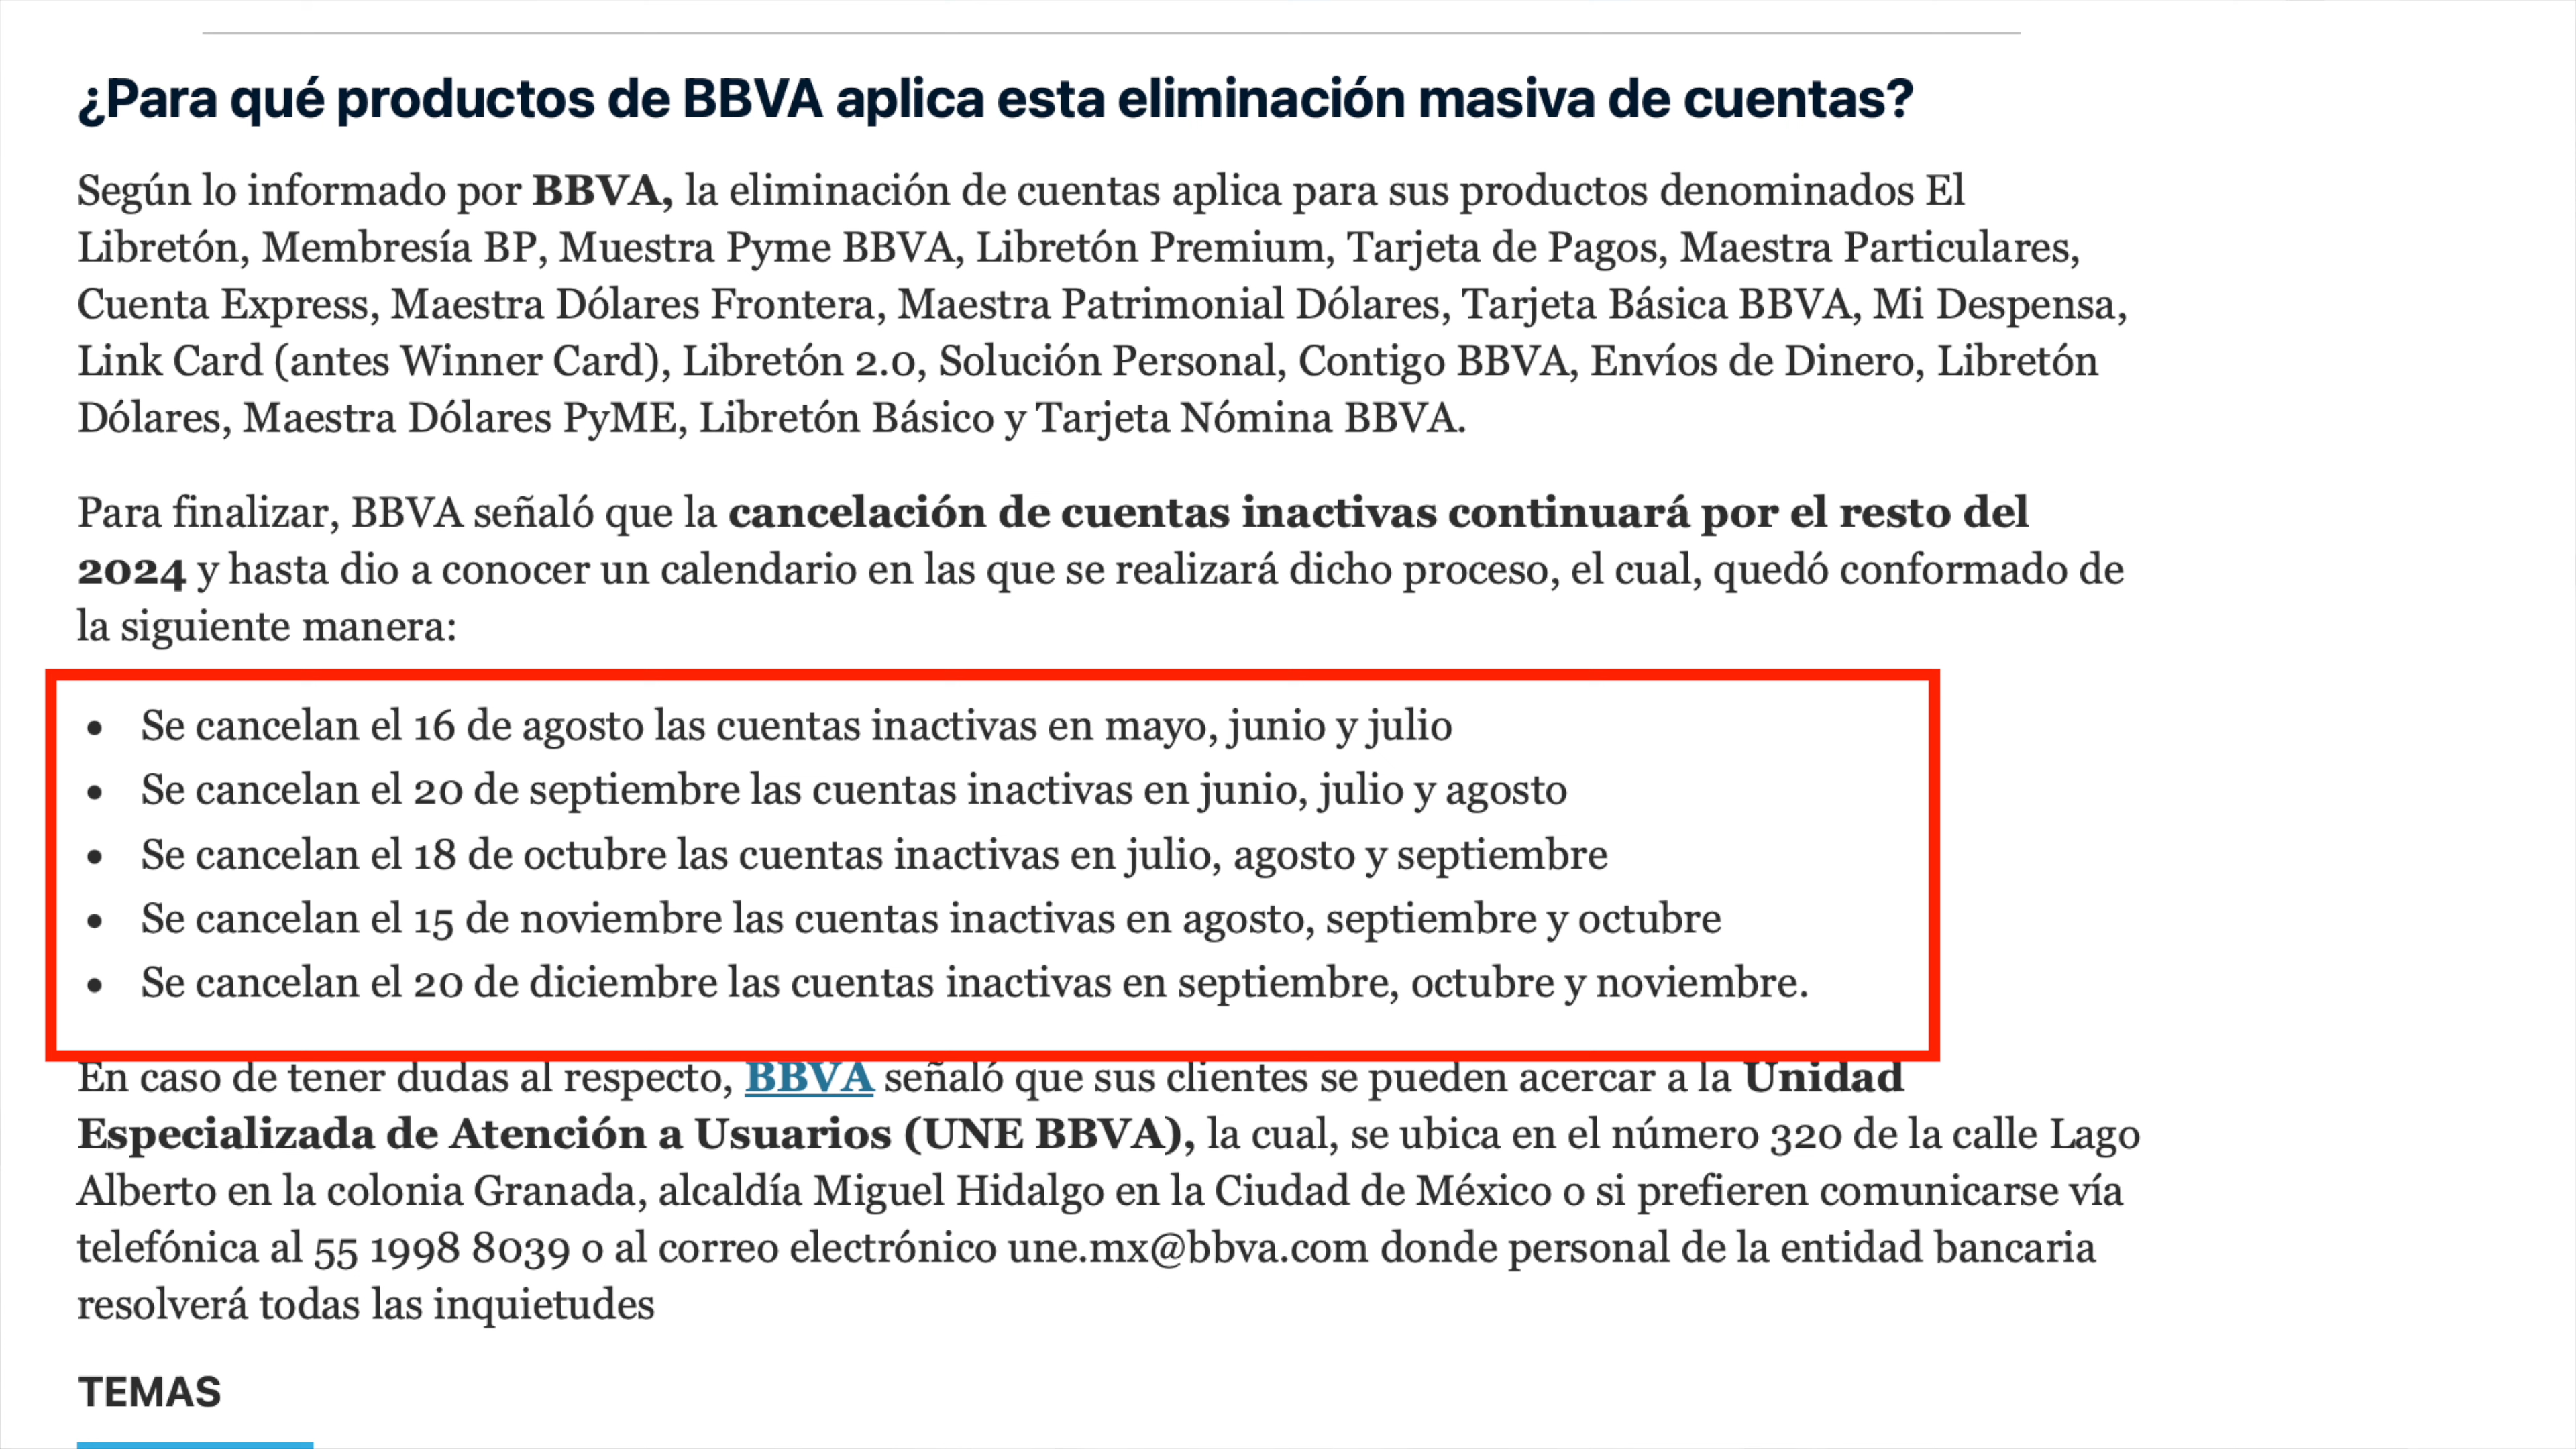 ¿Para qué productos de BBVA aplica esta eliminación masiva de cuentas?
Según lo informado por BBVA, la eliminación de cuentas aplica para sus productos denominados El
Libretón, Membresía BP, Muestra Pyme BBVA, Libretón Premium, Tarjeta de Pagos, Maestra Particulares,
Cuenta Express, Maestra Dólares Frontera, Maestra Patrimonial Dólares, Tarjeta Básica BBVA, Mi Despensa,
Link Card (antes Winner Card), Libretón 2.0, Solución Personal, Contigo BBVA, Envíos de Dinero, Libretón
Dólares, Maestra Dólares PyME, Libretón Básico y Tarjeta Nómina BBVA.
Para finalizar, BBVA señaló que la cancelación de cuentas inactivas continuará por el resto del
2024 y hasta dio a conocer un calendario en las que se realizará dicho proceso, el cual, quedó conformado de
la siguiente manera:
• Se cancelan el 16 de agosto las cuentas inactivas en mayo, junio y julio
• Se cancelan el 20 de septiembre las cuentas inactivas en junio, julio y agosto
• Se cancelan el 18 de octubre las cuentas inactivas en julio, agosto y septiembre
• Se cancelan el 15 de noviembre las cuentas inactivas en agosto, septiembre y octubre
• Se cancelan el 20 de diciembre las cuentas inactivas en septiembre, octubre y noviembre.
En caso de tener dudas al respecto, BBVA señaló que sus clientes se pueden acercar a la Unidad
Especializada de Atención a Usuarios (UNE BBVA), la cual, se ubica en el número 320 de la calle Lago
Alberto en la colonia Granada, alcaldía Miguel Hidalgo en la Ciudad de México o si prefieren comunicarse vía
telefónica al 55 1998 8039 o al correo electrónico une.mx@bbva.com donde personal de la entidad bancaria
resolverá todas las inquietudes
TEMAS